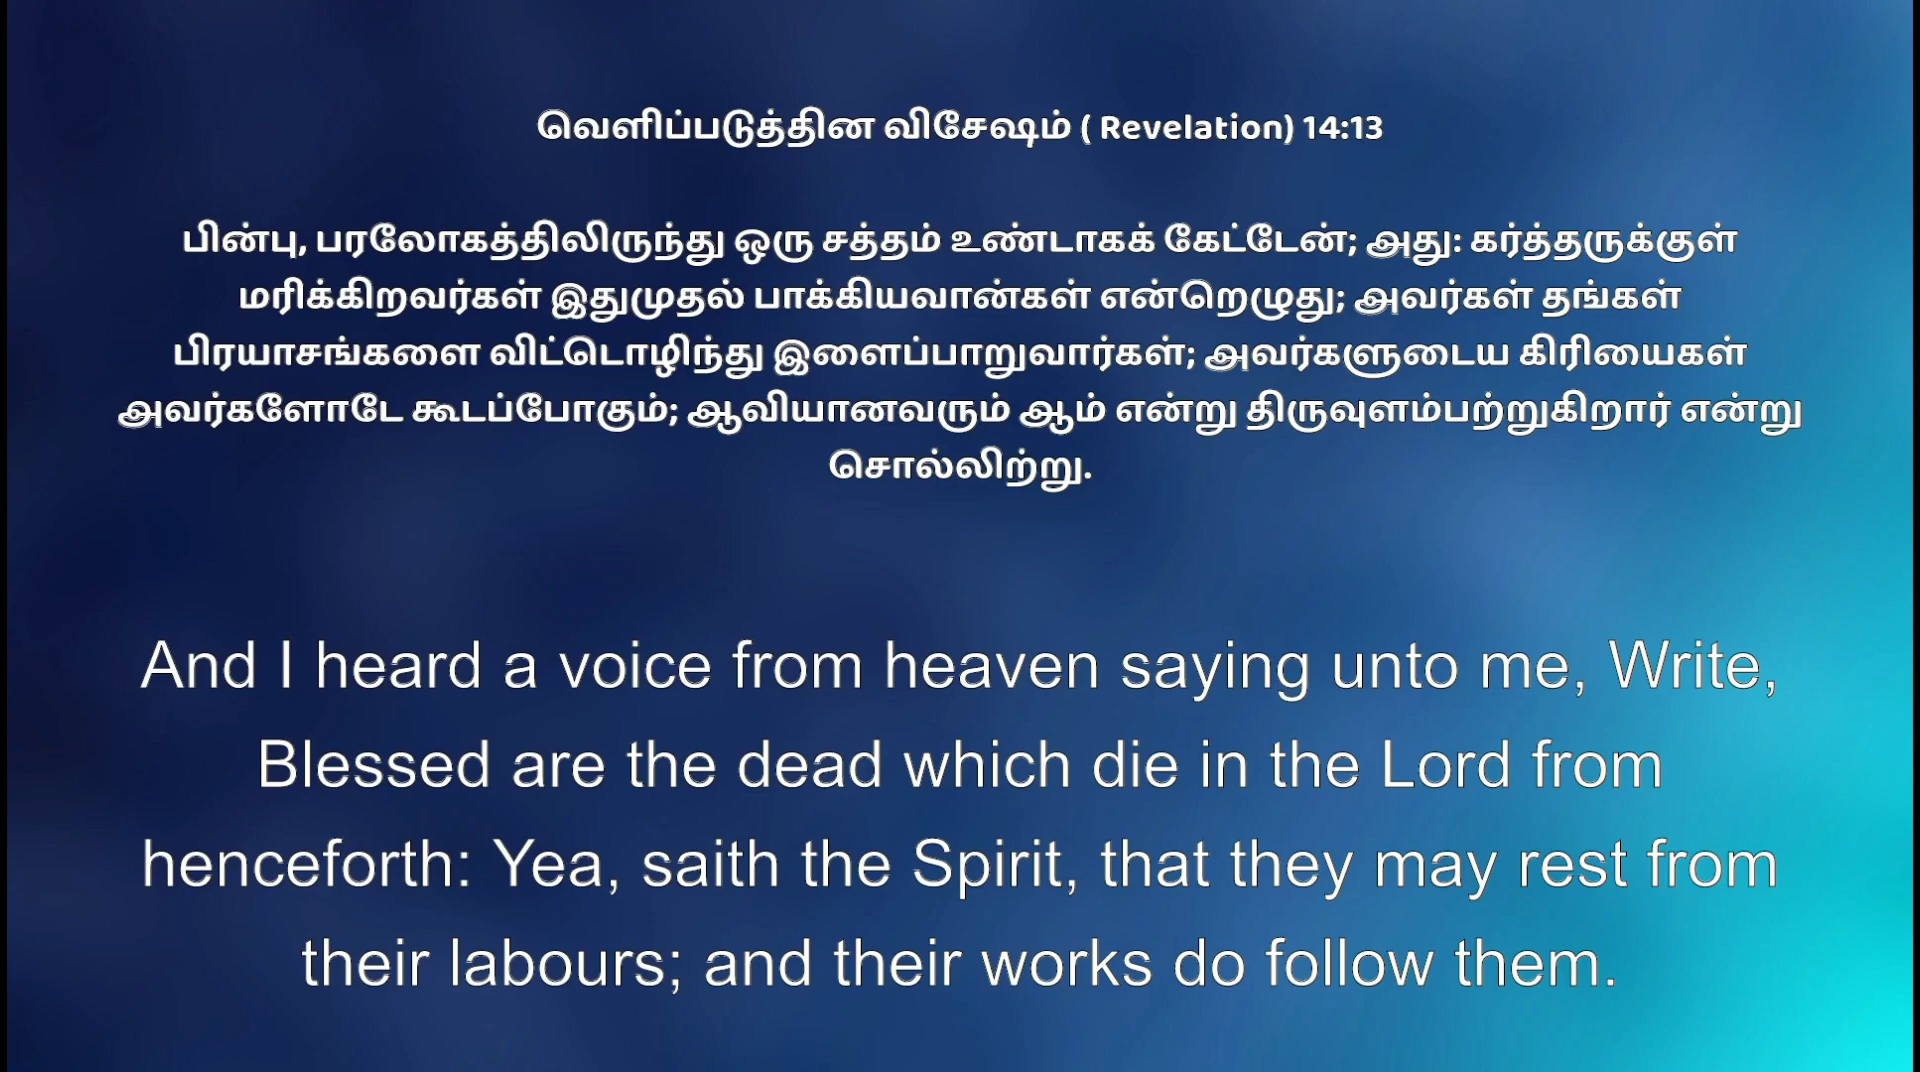 வெளிப்படுத்தின விசேஷம் ( Revelation) 14:13
பின்பு, பரலோகத்திலிருந்து ஒரு சத்தம் உண்டாகக் கேட்டேன்; அது: கர்த்தருக்குள்
மரிக்கிறவர்கள் இதுமுதல் பாக்கியவான்கள் என்றெழுது; அவர்கள் தங்கள்
பிரயாசங்களை விட்டொழிந்து இளைப்பாறுவார்கள்; அவர்களுடைய கிரியைகள்
அவர்களோடே கூடப்போகும்; ஆவியானவரும் ஆம் என்று திருவுளம்பற்றுகிறார் என்று
சொல்லிற்று.
And I heard a voice from heaven saying unto me, Write,
Blessed are the dead which die in the Lord from
henceforth: Yea, saith the Spirit, that they may rest from
their labours; and their works do follow them.